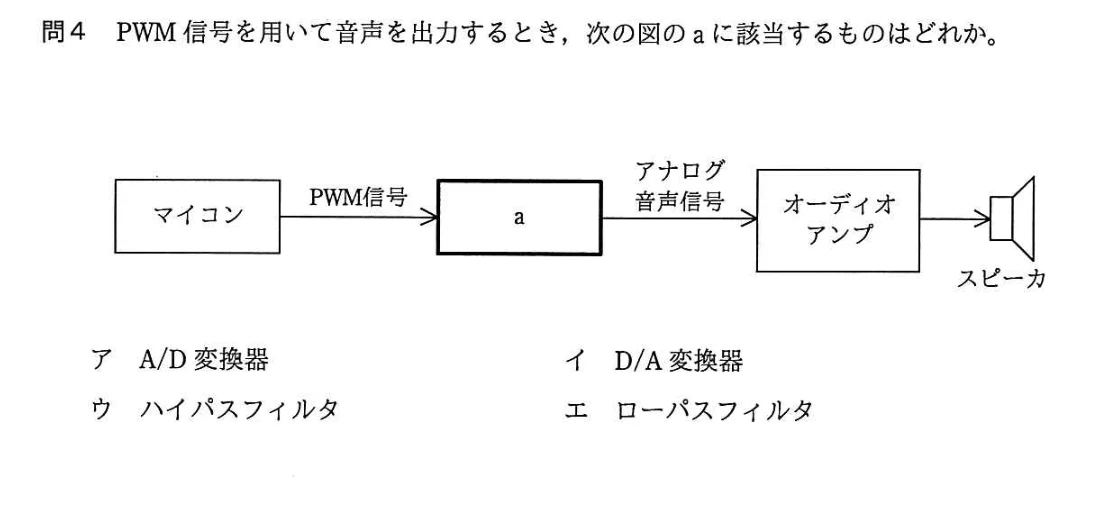 問4 PWM 信号を用いて音声を出力するとき，次の図の a に該当するものはどれか。
マイコン
PWM信号
a
アナログ
音声信号
オーディオ
アンプ
スピーカ
ア A/D 変換器
イ D/A 変換器
ウ ハイパスフィルタ
エ ローパスフィルタ